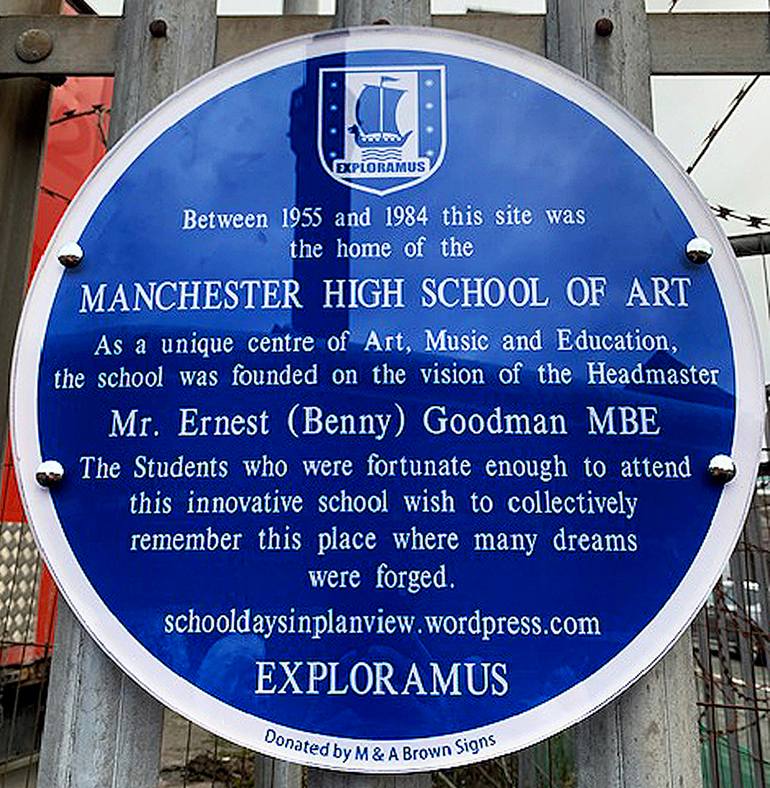 EXPLORAMUS
Between 1955 and 1984 this site was
the home of the
MANCHESTER HIGH SCHOOL OF ART
As a unique centre of Art, Music and Education,
the school was founded on the vision of the Headmaster
Mr. Ernest (Benny) Goodman MBE
The Students who were fortunate enough to attend
this innovative school wish to collectively
remember this place where many dreams
were forged.
schooldaysinplanview.wordpress.com
EXPLORAMUS
Donated by M & A Brown Signs